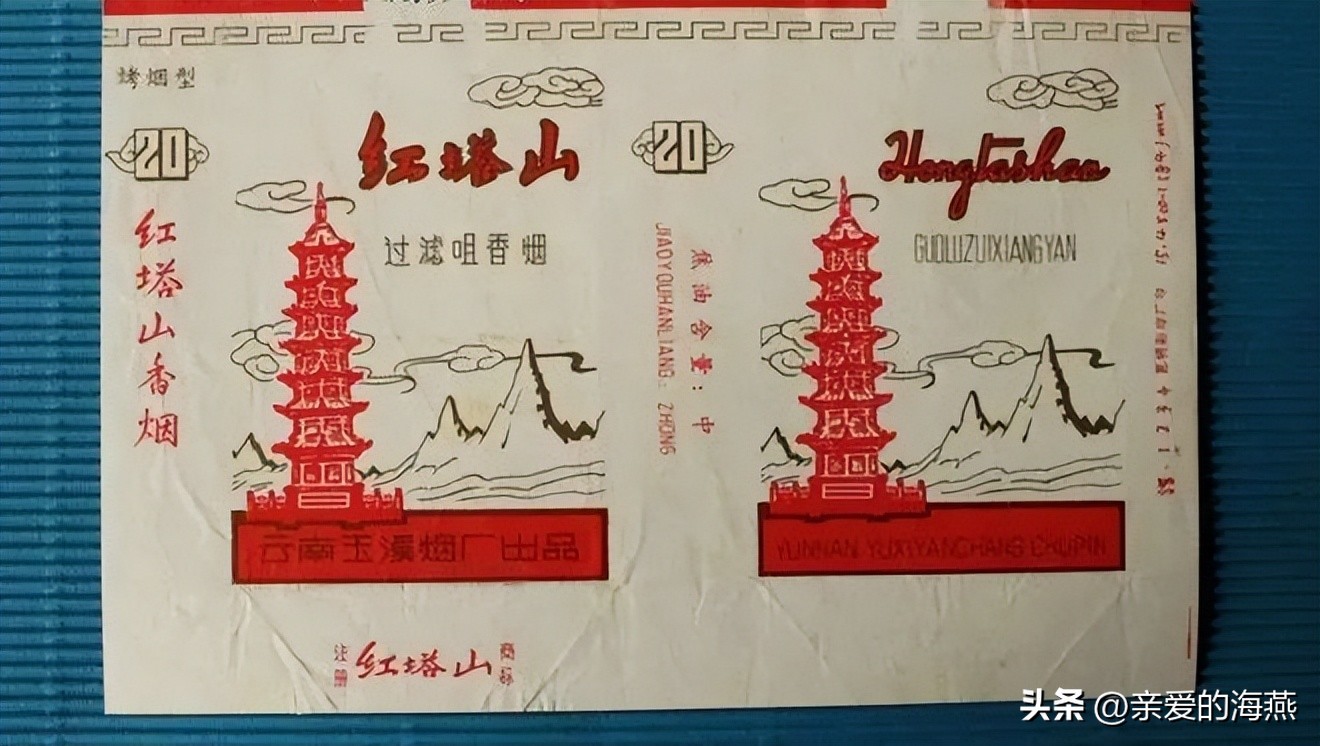 烤烟型
20
红塔山香烟
红塔山
过滤咀香烟
云南玉溪烟厂出品
注册
红塔山
商标
20
焦油含量：中
JIAOYOUHANLIANG: ZHONG
Hongtashan
GUOLUZUIXIANGYAN
YUNNAN YUXIYANCHANG CHUPIN
头条 @亲爱的海燕